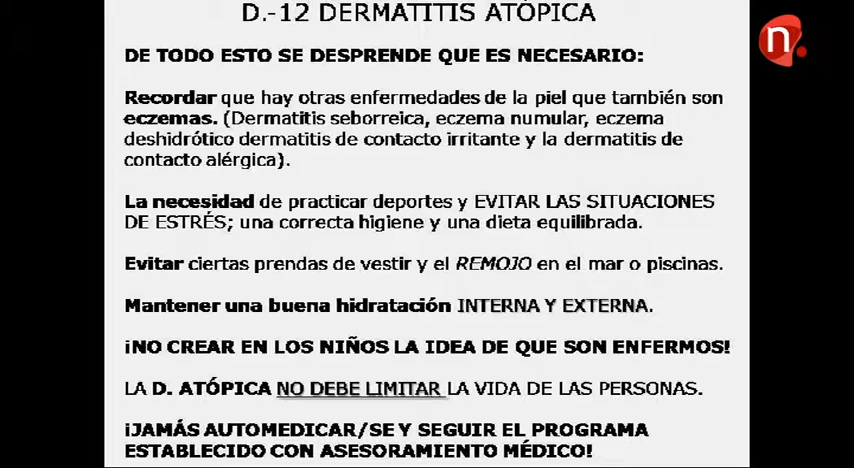 D.-12 DERMATITIS ATÓPICA
n.
DE TODO ESTO SE DESPRENDE QUE ES NECESARIO:
Recordar que hay otras enfermedades de la piel que también son
eczemas. (Dermatitis seborreica, eczema numular, eczema
deshidrótico dermatitis de contacto irritante y la dermatitis de
contacto alérgica).
La necesidad de practicar deportes y EVITAR LAS SITUACIONES
DE ESTRÉS; una correcta higiene y una dieta equilibrada.
Evitar ciertas prendas de vestir y el REMOJO en el mar o piscinas.
Mantener una buena hidratación INTERNA Y EXTERNA.
¡NO CREAR EN LOS NIÑOS LA IDEA DE QUE SON ENFERMOS!
LA D. ATÓPICA NO DEBE LIMITAR LA VIDA DE LAS PERSONAS.
¡JAMÁS AUTOMEDICAR/SE Y SEGUIR EL PROGRAMA
ESTABLECIDO CON ASESORAMIENTO MÉDICO!